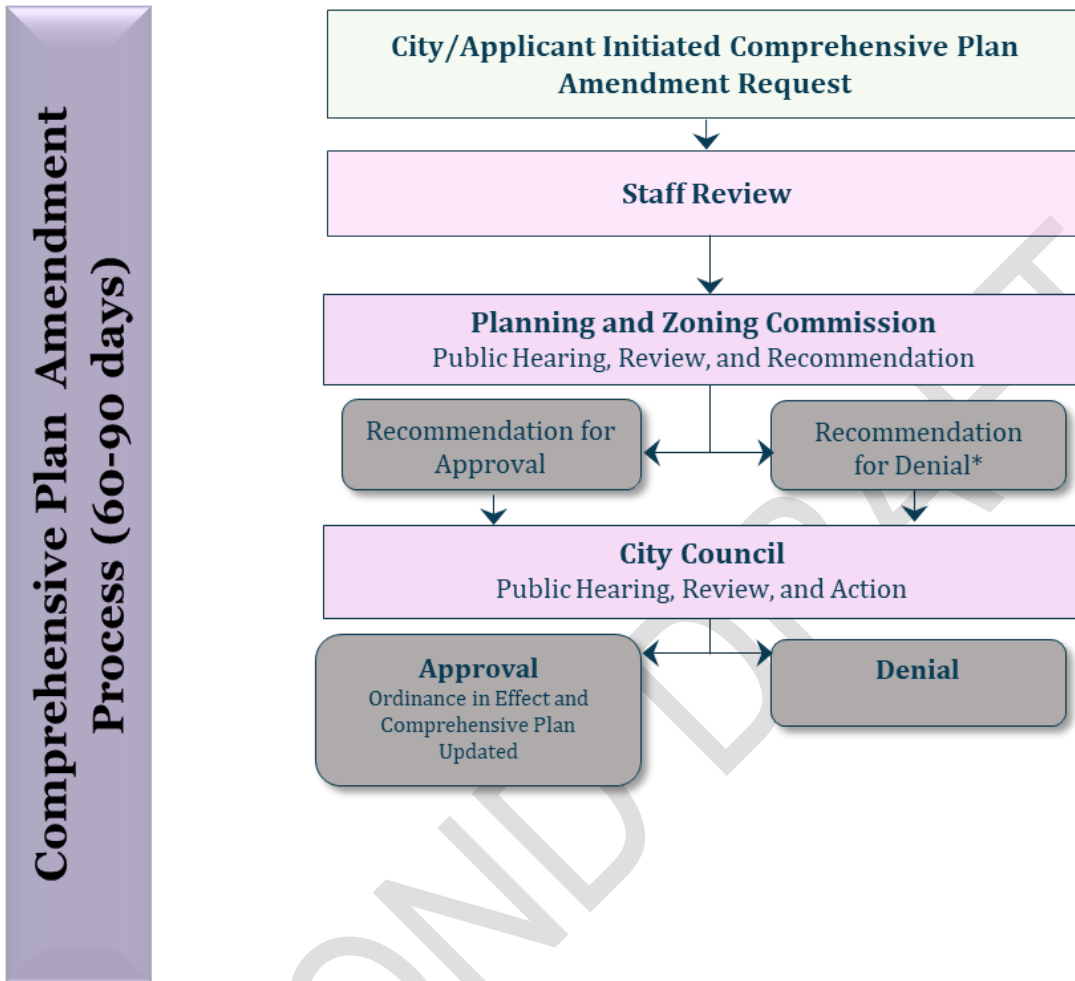 Comprehensive Plan Amendment
Process (60-90 days)
City/Applicant Initiated Comprehensive Plan
Amendment Request
Staff Review
Planning and Zoning Commission
Public Hearing, Review, and Recommendation
Recommendation for
Approval
Recommendation
for Denial*
City Council
Public Hearing, Review, and Action
Approval
Ordinance in Effect and
Comprehensive Plan
Updated
Denial
OND DRAFT